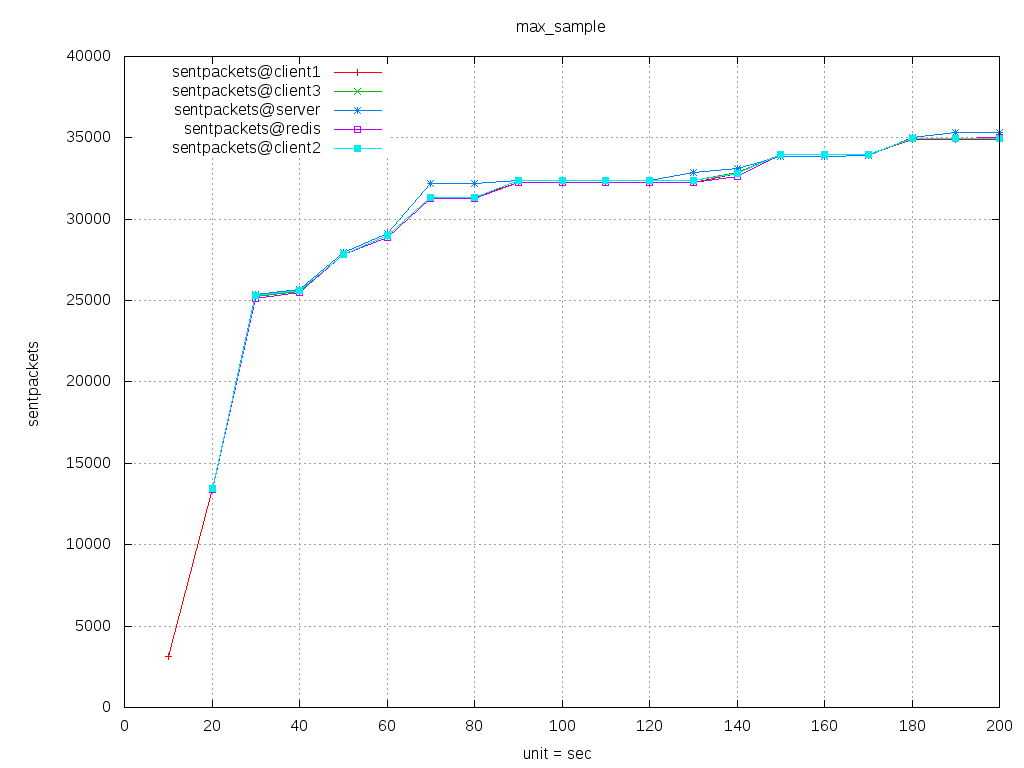 max_sample
40000
35000
30000
25000
20000
15000
10000
5000
0
sentpackets
sentpackets@client1
sentpackets@client3
sentpackets@server
sentpackets@redis
sentpackets@client2
0 20 40 60 80 100 120 140 160 180 200
unit = sec